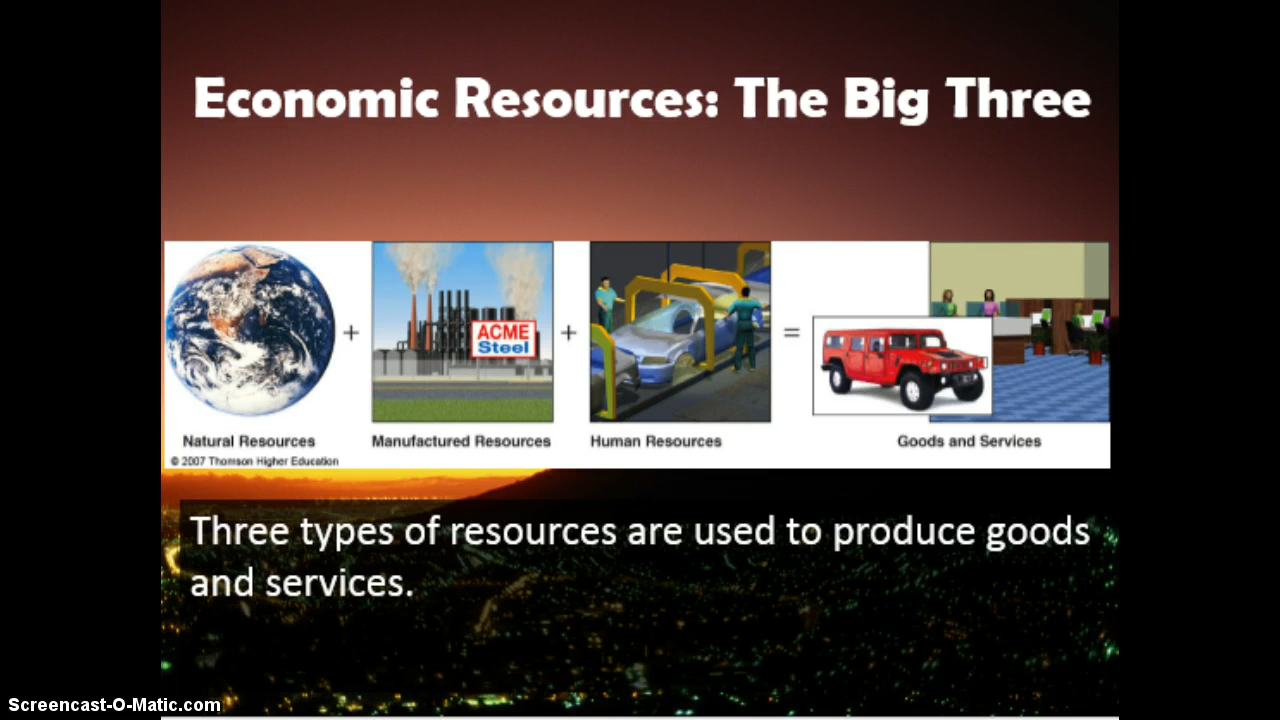 Economic Resources: The Big Three
+ + =
ACME
Steel
Natural Resources Manufactured Resources Human Resources Goods and Services
© 2007 Thomson Higher Education
Three types of resources are used to produce goods
and services.
Screencast-O-Matic.com